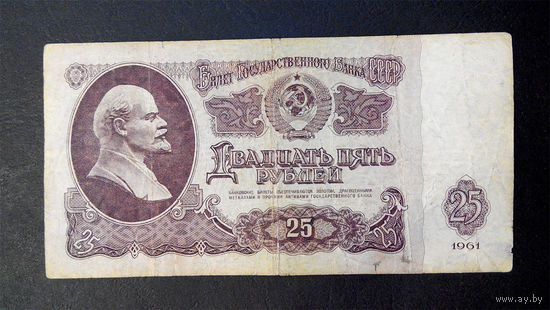 Билет Государственного Банка СССР
Двадцать пять
рублей
БАНКОВСКИЕ БИЛЕТЫ ОБЕСПЕЧИВАЮТСЯ ЗОЛОТОМ, ДРАГОЦЕННЫМИ
МЕТАЛЛАМИ И ПРОЧИМИ АКТИВАМИ ГОСУДАРСТВЕННОГО БАНКА
25
25
25
25
1961
www.ay.by